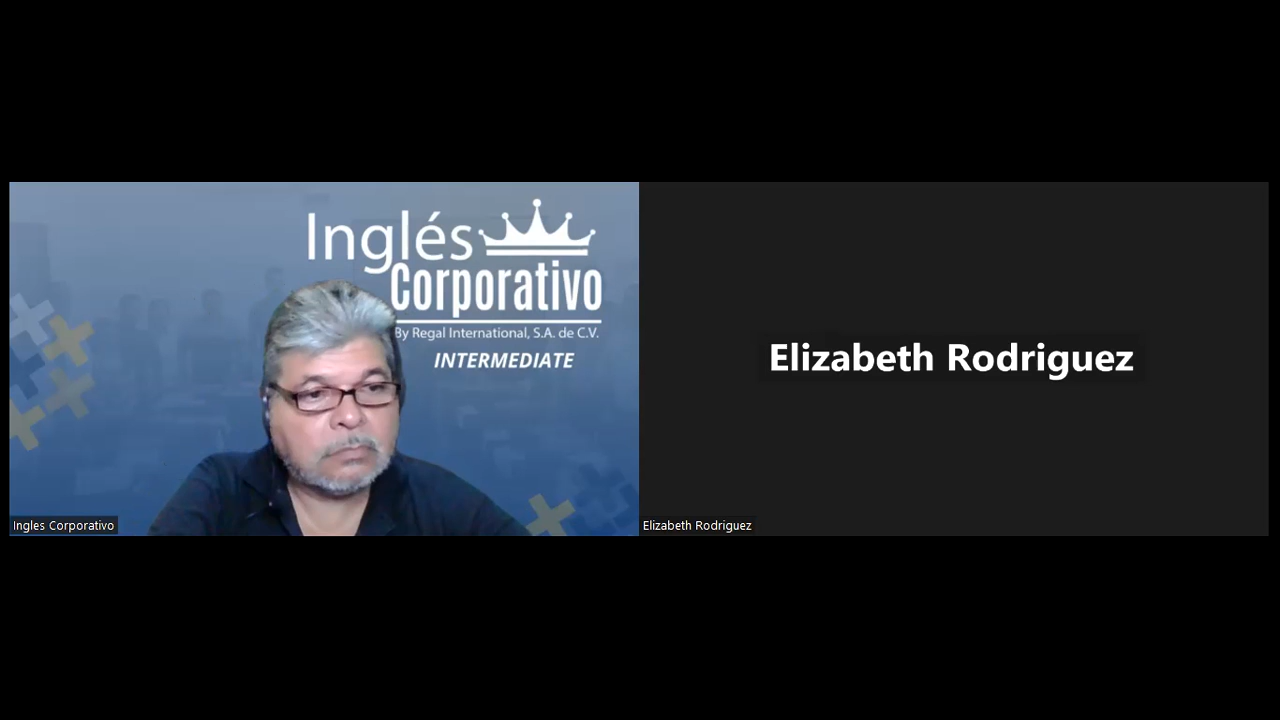 Inglés
Corporativo
By Regal International, S.A. de C.V.
INTERMEDIATE
Elizabeth Rodriguez
Ingles Corporativo
Elizabeth Rodriguez